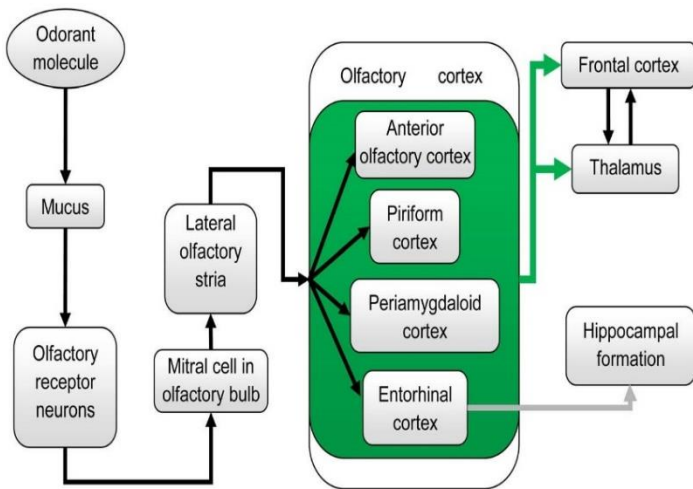 Odorant
molecule
Mucus
Olfactory
receptor
neurons
Mitral cell in
olfactory bulb
Lateral
olfactory
stria
Olfactory cortex
Anterior
olfactory cortex
Piriform
cortex
Periamygdaloid
cortex
Entorhinal
cortex
Frontal cortex
Thalamus
Hippocampal
formation